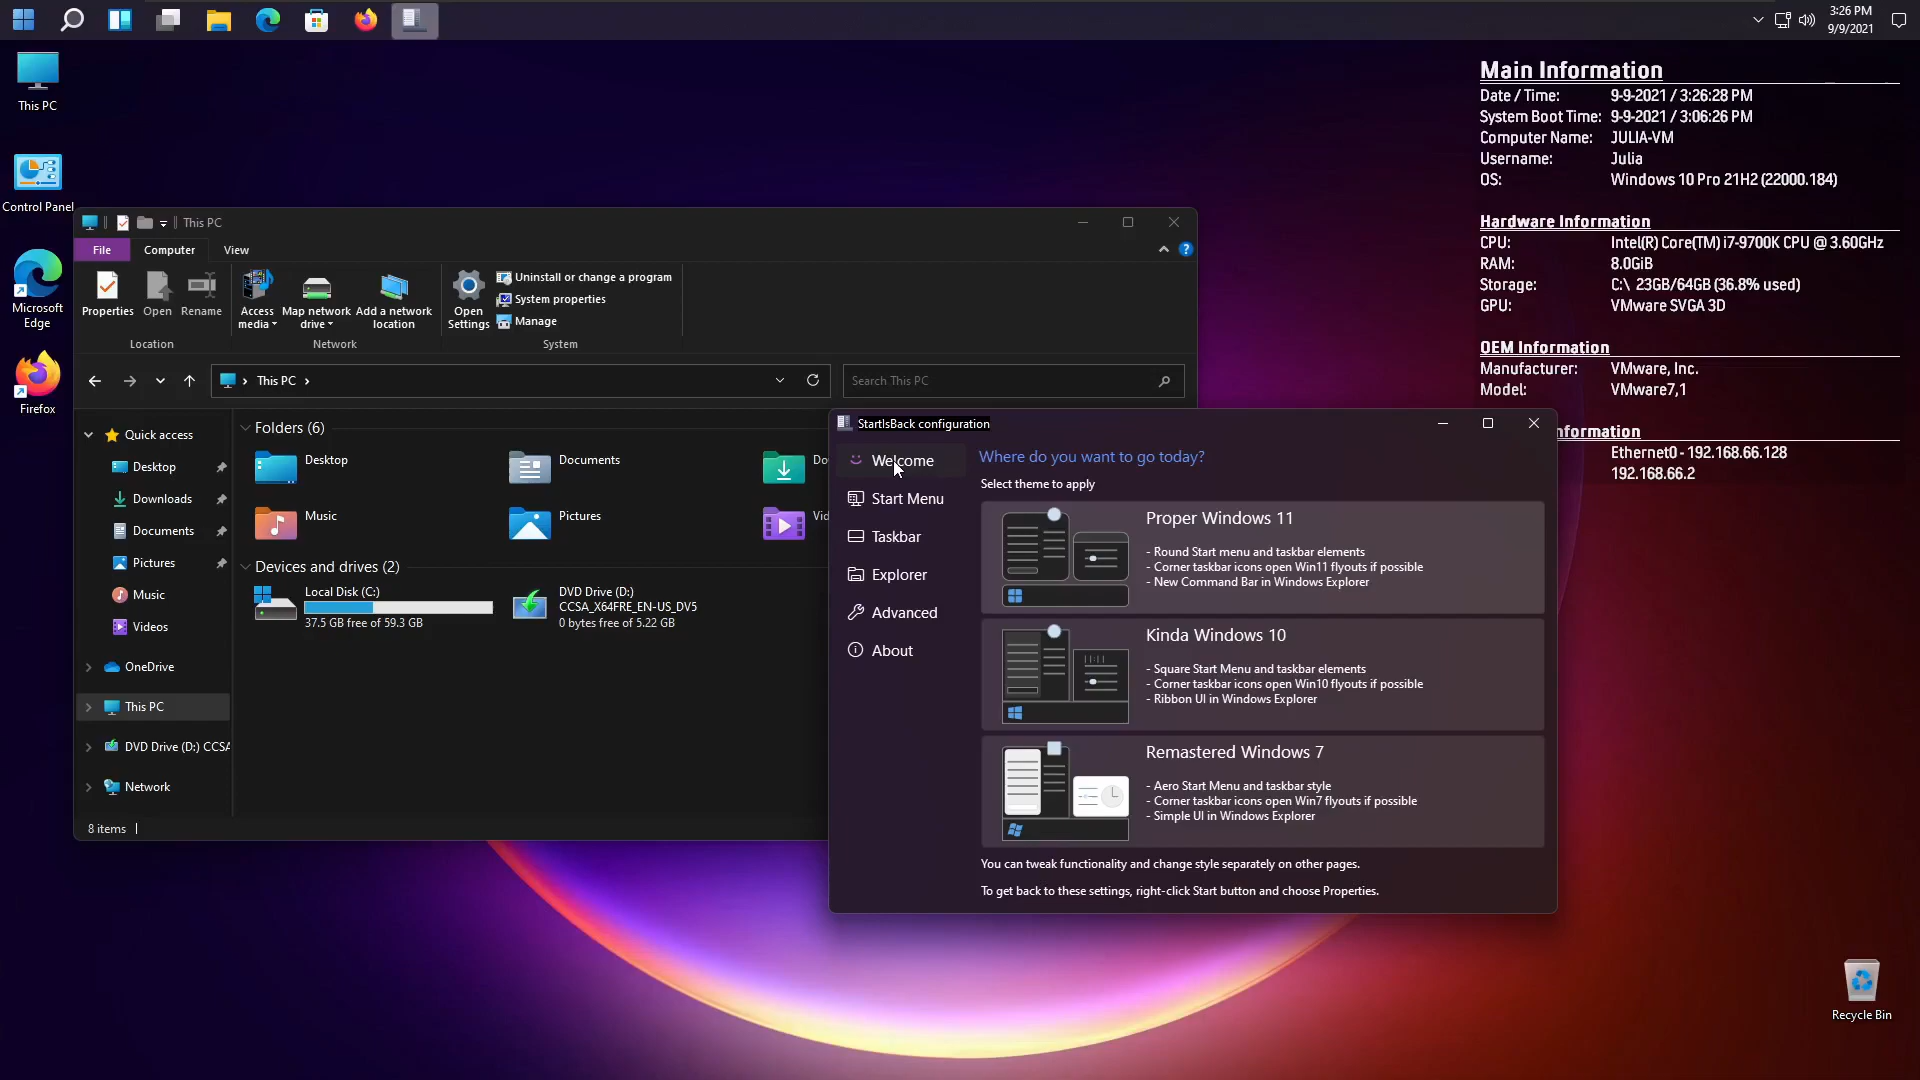 3:26 PM
9/9/2021
This PC
Control Panel
Microsoft
Edge
Firefox
Recycle Bin
Main Information
Date / Time: 9-9-2021 / 3:26:28 PM
System Boot Time: 9-9-2021 / 3:06:26 PM
Computer Name: JULIA-VM
Username: Julia
OS: Windows 10 Pro 21H2 (22000.184)
Hardware Information
CPU: Intel(R) Core(TM) i7-9700K CPU @ 3.60GHz
RAM: 8.0GiB
Storage: C:\ 23GB/64GB (36.8% used)
GPU: VMware SVGA 3D
OEM Information
Manufacturer: VMware, Inc.
Model: VMware7,1
nformation
Ethernet0 - 192.168.66.128
192.168.66.2
This PC
File Computer View
Properties Open Rename
Access media Map network drive Add a network location
Open Settings
Uninstall or change a program
System properties
Manage
Location Network System
This PC
Search This PC
Quick access
Desktop
Downloads
Documents
Pictures
Music
Videos
OneDrive
This PC
DVD Drive (D:) CCSA
Network
Folders (6)
Desktop Documents Do
Music Pictures Vid
Devices and drives (2)
Local Disk (C:)
37.5 GB free of 59.3 GB
DVD Drive (D:)
CCSA_X64FRE_EN-US_DV5
0 bytes free of 5.22 GB
8 items
StartIsBack configuration
Welcome
Start Menu
Taskbar
Explorer
Advanced
About
Where do you want to go today?
Select theme to apply
Proper Windows 11
- Round Start menu and taskbar elements
- Corner taskbar icons open Win11 flyouts if possible
- New Command Bar in Windows Explorer
Kinda Windows 10
- Square Start Menu and taskbar elements
- Corner taskbar icons open Win10 flyouts if possible
- Ribbon UI in Windows Explorer
Remastered Windows 7
- Aero Start Menu and taskbar style
- Corner taskbar icons open Win7 flyouts if possible
- Simple UI in Windows Explorer
You can tweak functionality and change style separately on other pages.
To get back to these settings, right-click Start button and choose Properties.